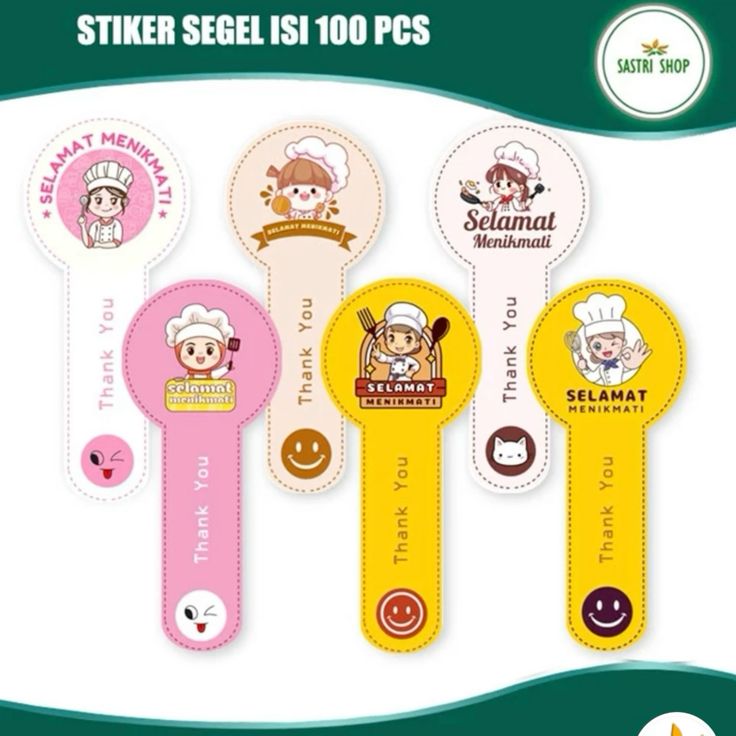 STIKER SEGEL ISI 100 PCS
SASTRI SHOP
SELAMAT MENIKMATI
Thank You
SELAMAT MENIKMATI
Thank You
Selamat
Menikmati
Thank You
selamat
menikmati
Thank You
SELAMAT
MENIKMATI
Thank You
SELAMAT
MENIKMATI
Thank You